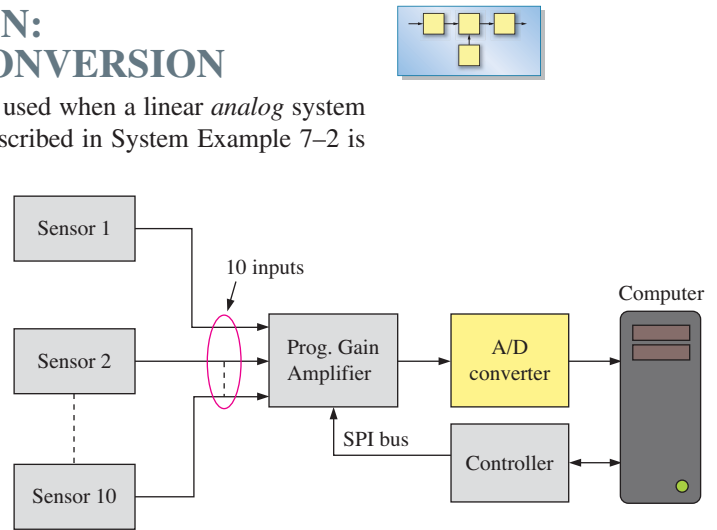 N:
ONVERSION
used when a linear analog system
scribed in System Example 7–2 is
Sensor 1
10 inputs
Computer
Sensor 2
Prog. Gain
Amplifier
A/D
converter
SPI bus
Controller
Sensor 10